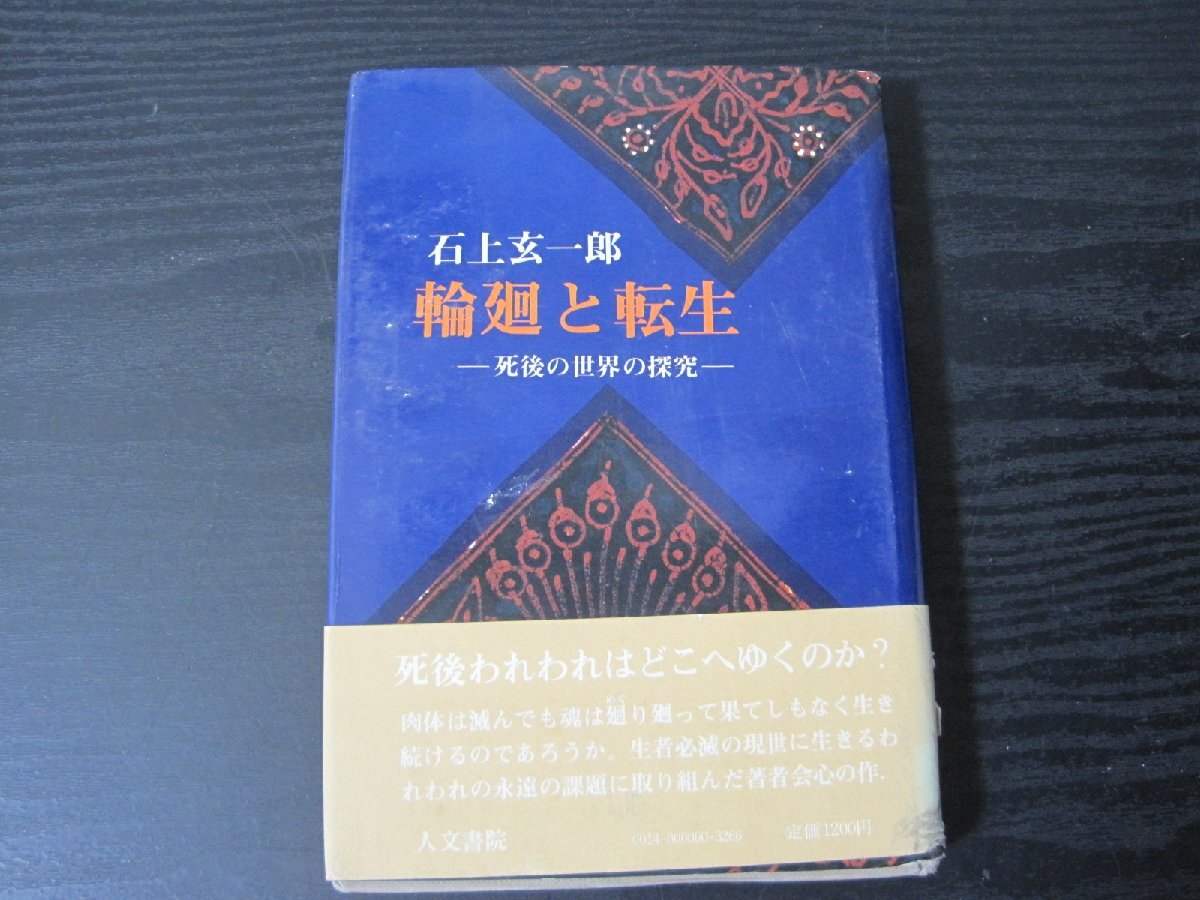 石上玄一郎
輪廻と転生
―死後の世界の探究―
死後われわれはどこへゆくのか？
肉体は滅んでも魂は廻り廻って果てしもなく生き
続けるのであろうか。生者必滅の現世に生きるわ
れわれの永遠の課題に取り組んだ著者会心の作.
人文書院 0014-900060-3266 定価1200円